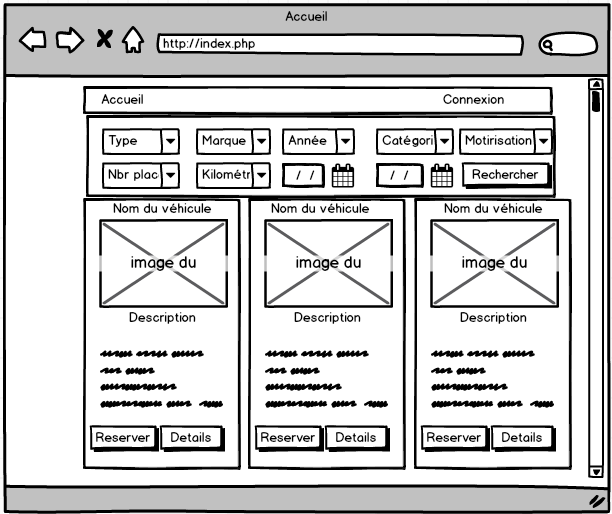 Accueil
http://index.php
Accueil Connexion
Type Marque Année Catégori Motirisation
Nbr plac Kilométr / / / / Rechercher
Nom du véhicule Nom du véhicule Nom du véhicule
image du image du image du
Description Description Description
Reserver Details Reserver Details Reserver Details